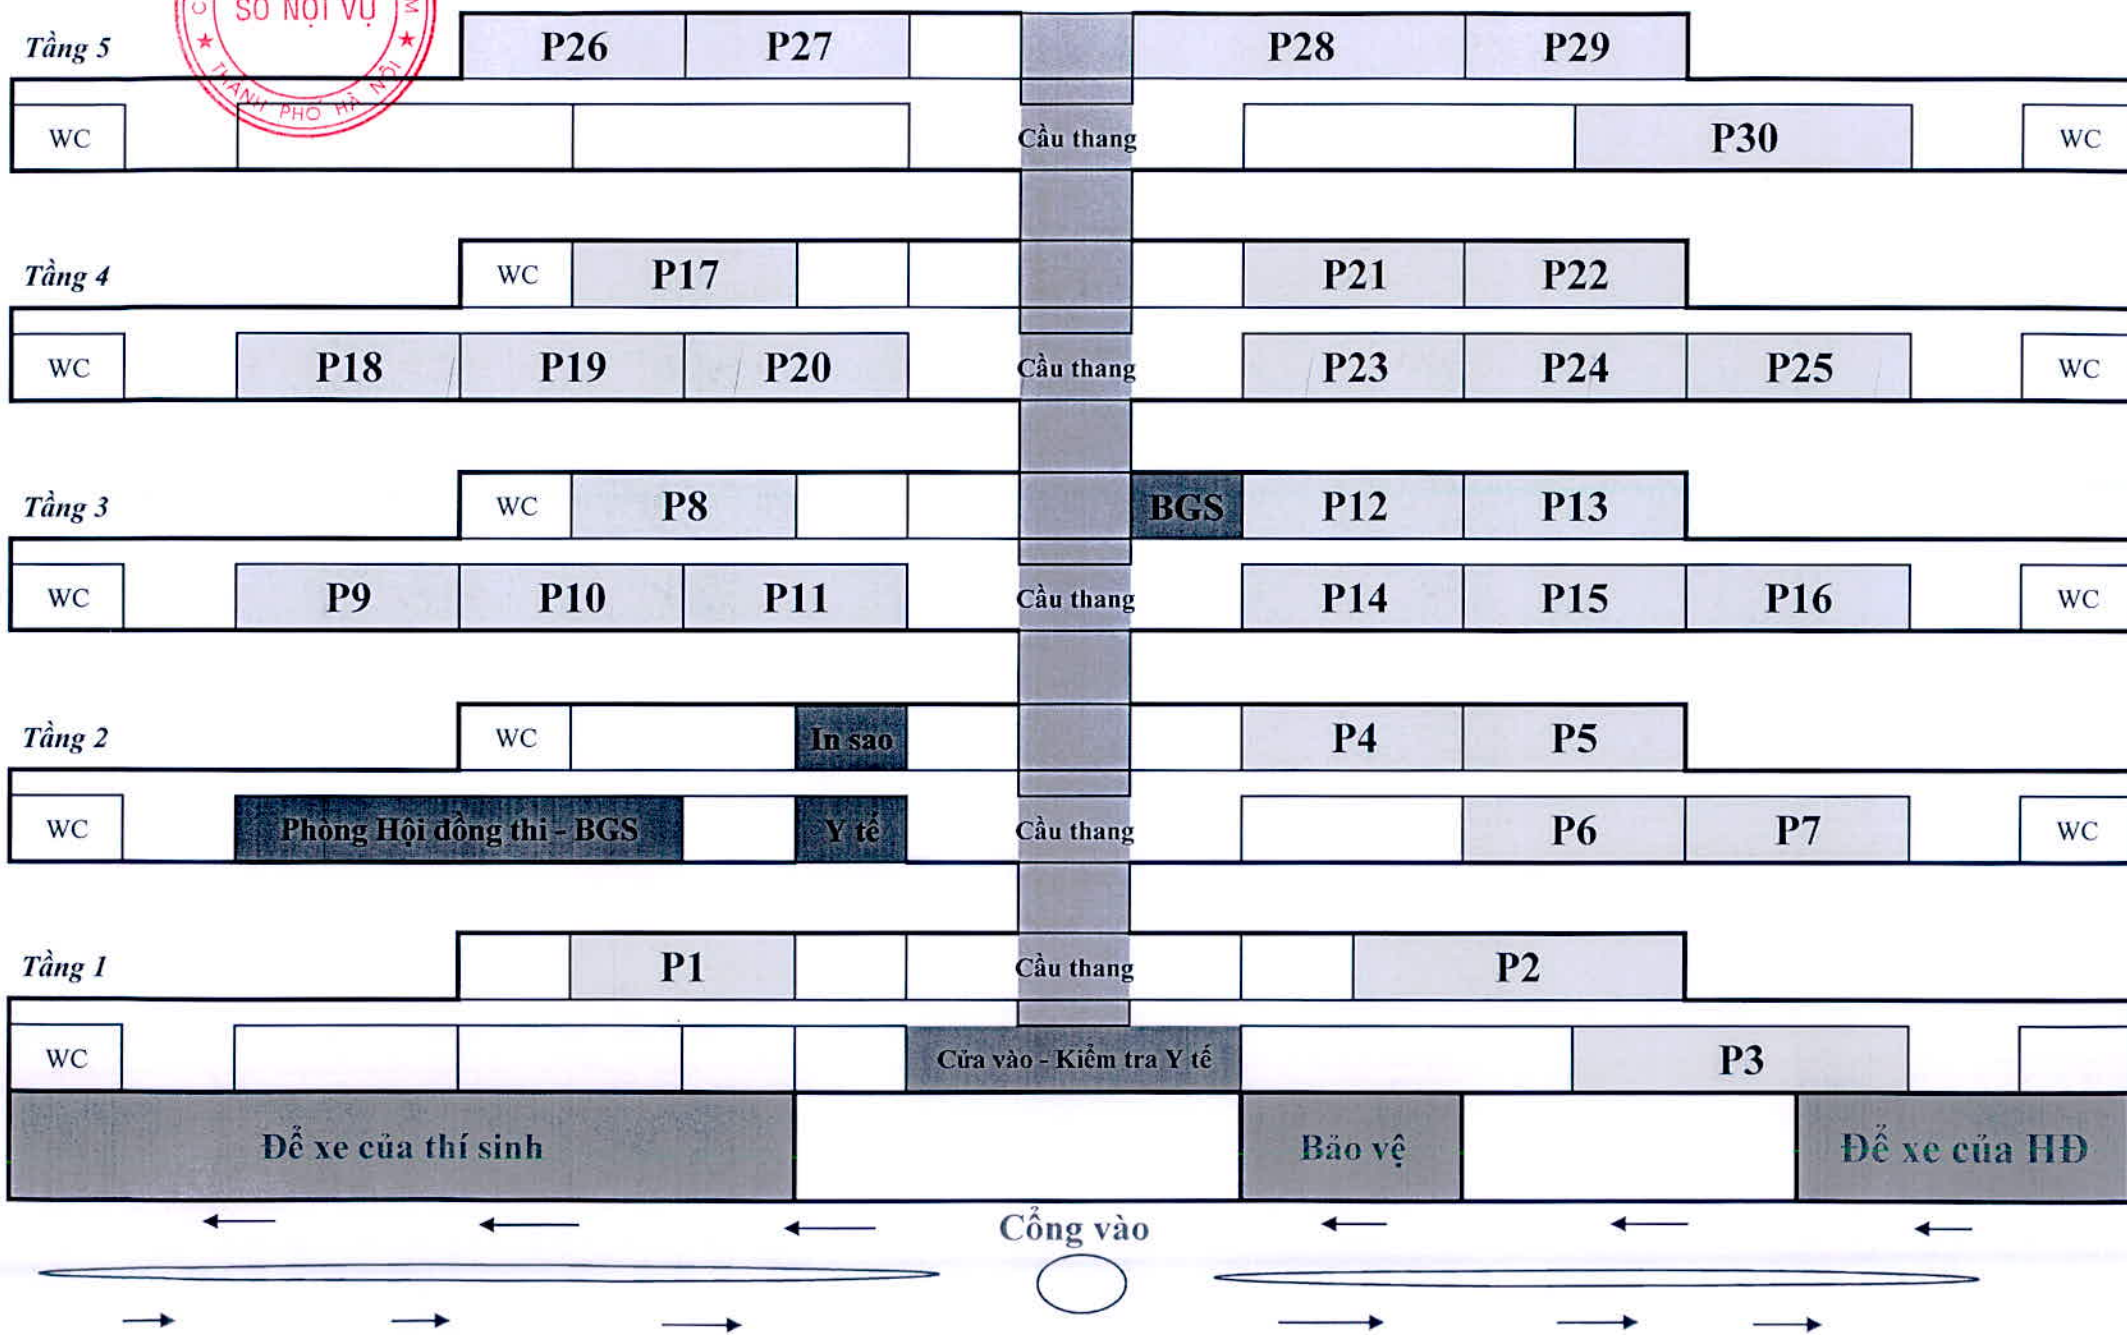 SỞ NỘI VỤ
THÀNH PHỐ HÀ NỘI
Tầng 5
P26 P27 P28 P29
WC Cầu thang P30 WC
Tầng 4
WC P17 P21 P22
WC P18 P19 P20 Cầu thang P23 P24 P25 WC
Tầng 3
WC P8 BGS P12 P13
WC P9 P10 P11 Cầu thang P14 P15 P16 WC
Tầng 2
WC In sao P4 P5
WC Phòng Hội đồng thi - BGS Y tế Cầu thang P6 P7 WC
Tầng 1
P1 Cầu thang P2
WC Cửa vào - Kiểm tra Y tế P3
Để xe của thí sinh Bảo vệ Để xe của HĐ
Cổng vào